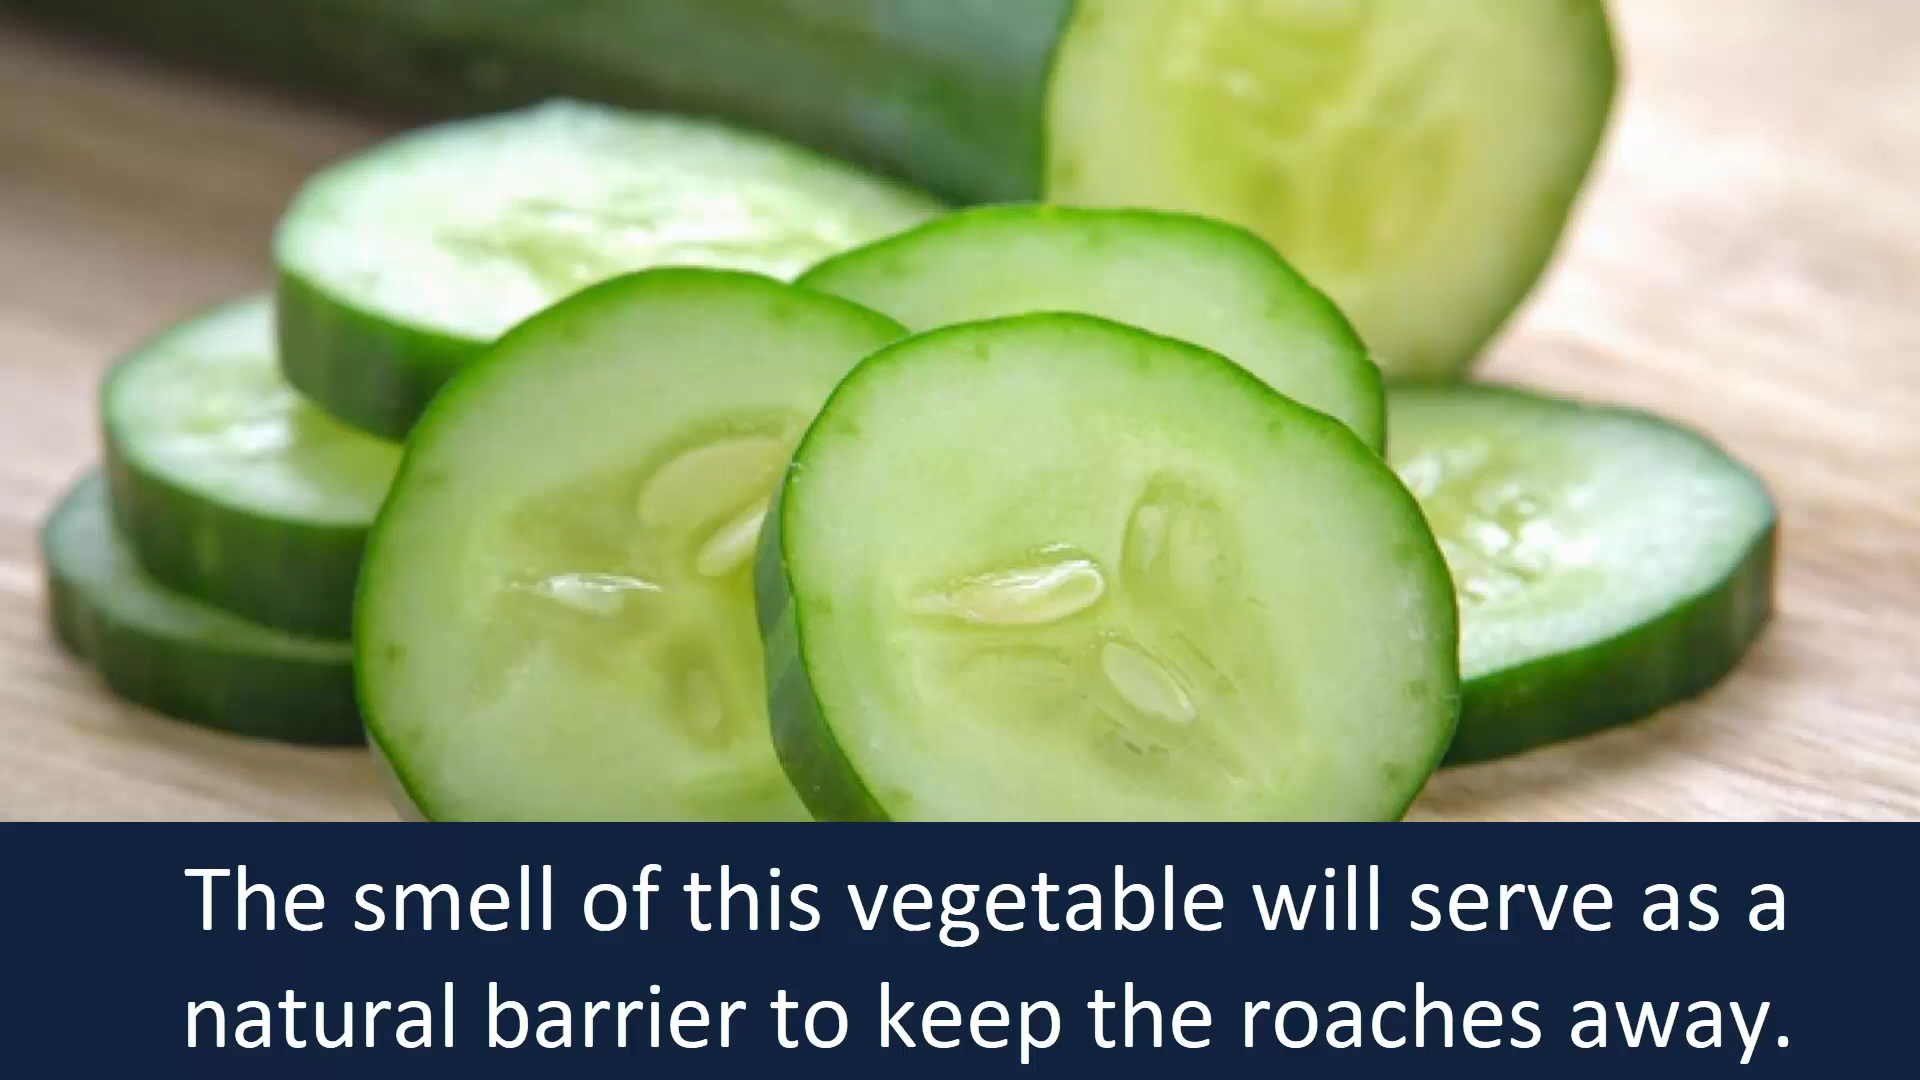 The smell of this vegetable will serve as a
natural barrier to keep the roaches away.